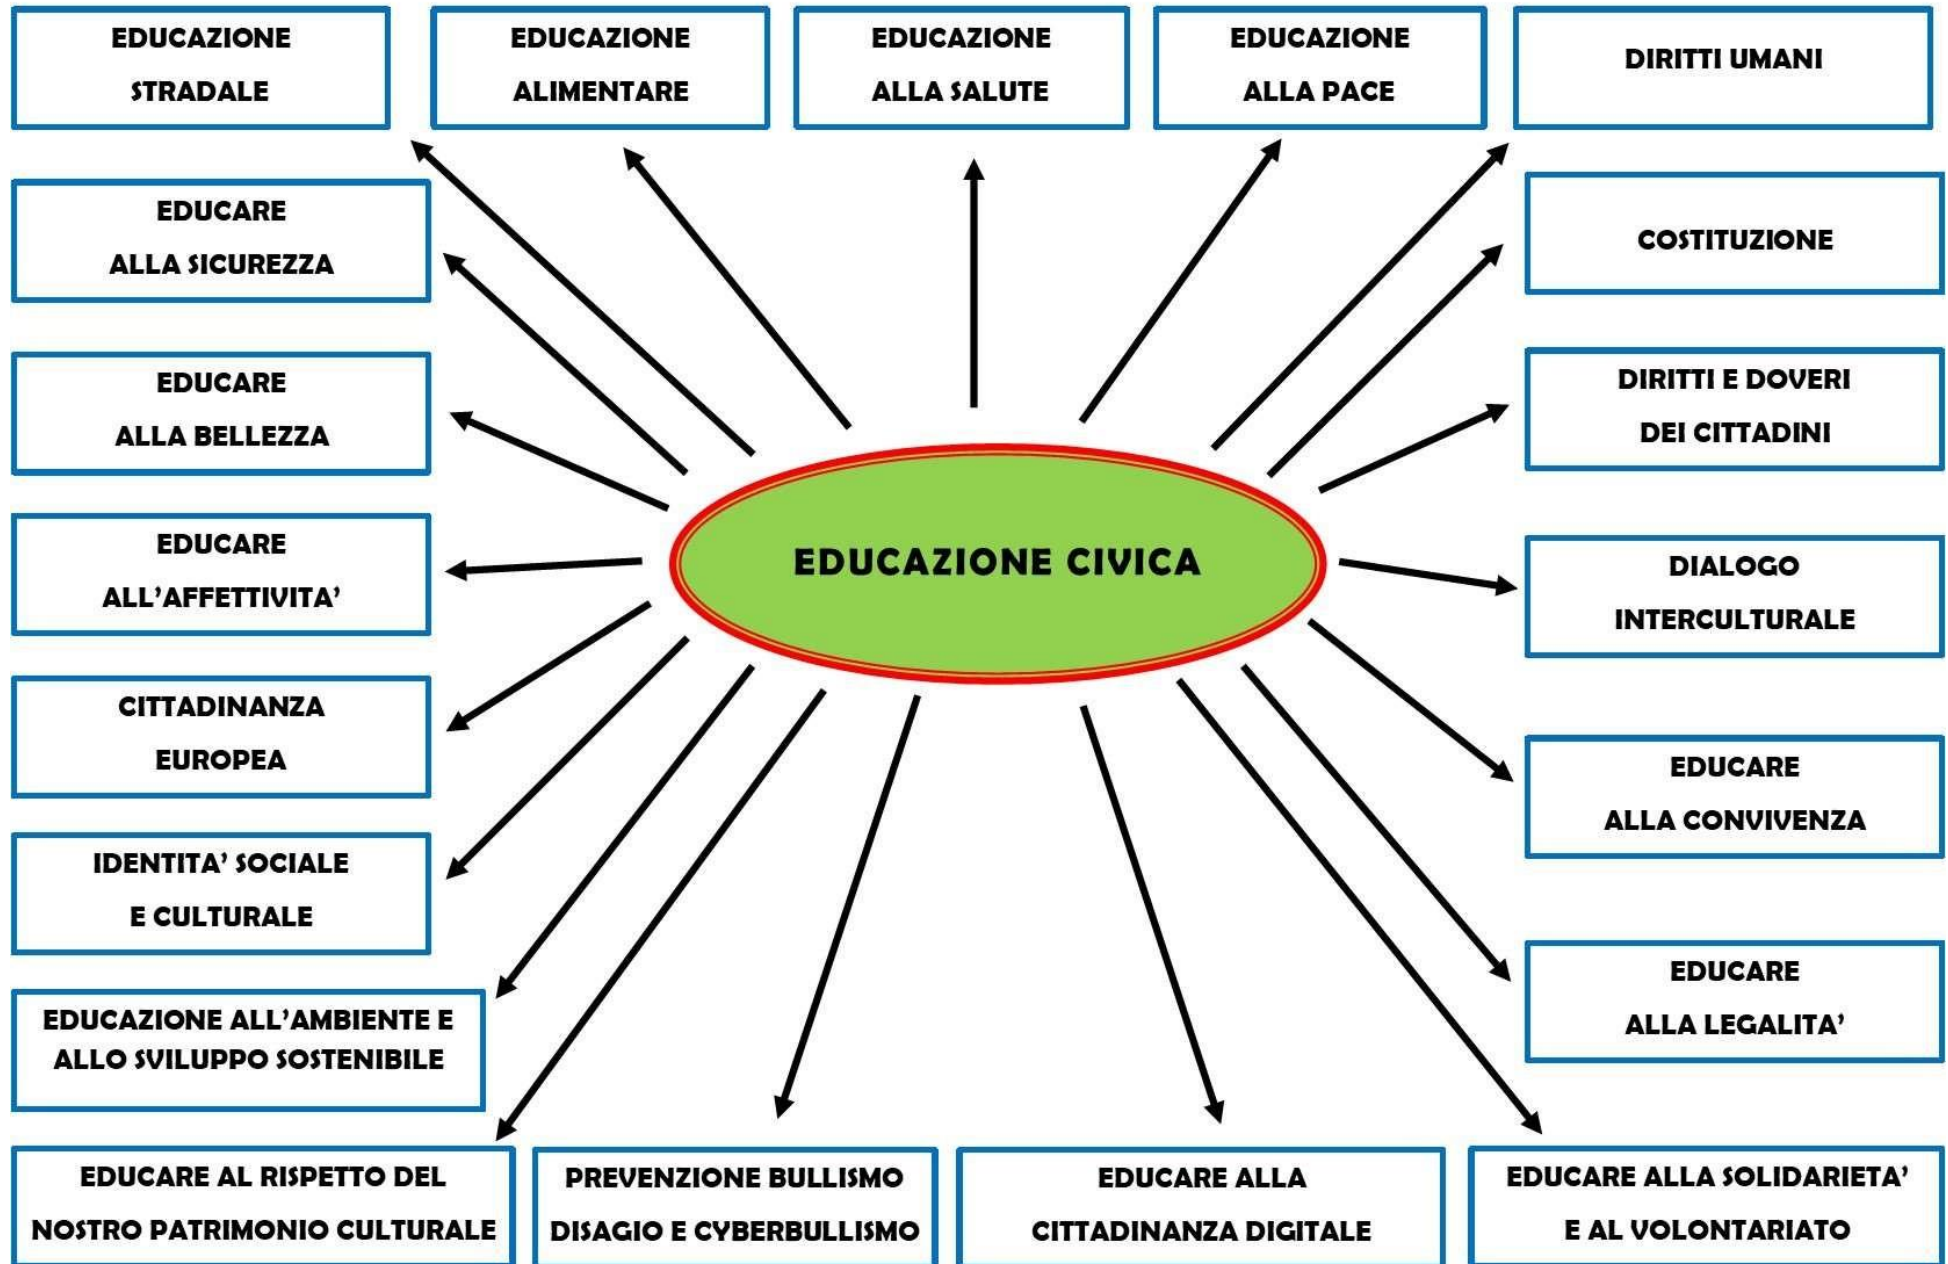 EDUCAZIONE
STRADALE
EDUCAZIONE
ALIMENTARE
EDUCAZIONE
ALLA SALUTE
EDUCAZIONE
ALLA PACE
DIRITTI UMANI
EDUCARE
ALLA SICUREZZA
COSTITUZIONE
EDUCARE
ALLA BELLEZZA
DIRITTI E DOVERI
DEI CITTADINI
EDUCARE
ALL’AFFETTIVITA’
EDUCAZIONE CIVICA
DIALOGO
INTERCULTURALE
CITTADINANZA
EUROPEA
EDUCARE
ALLA CONVIVENZA
IDENTITA’ SOCIALE
E CULTURALE
EDUCARE
ALLA LEGALITA’
EDUCAZIONE ALL’AMBIENTE E
ALLO SVILUPPO SOSTENIBILE
EDUCARE AL RISPETTO DEL
NOSTRO PATRIMONIO CULTURALE
PREVENZIONE BULLISMO
DISAGIO E CYBERBULLISMO
EDUCARE ALLA
CITTADINANZA DIGITALE
EDUCARE ALLA SOLIDARIETA’
E AL VOLONTARIATO